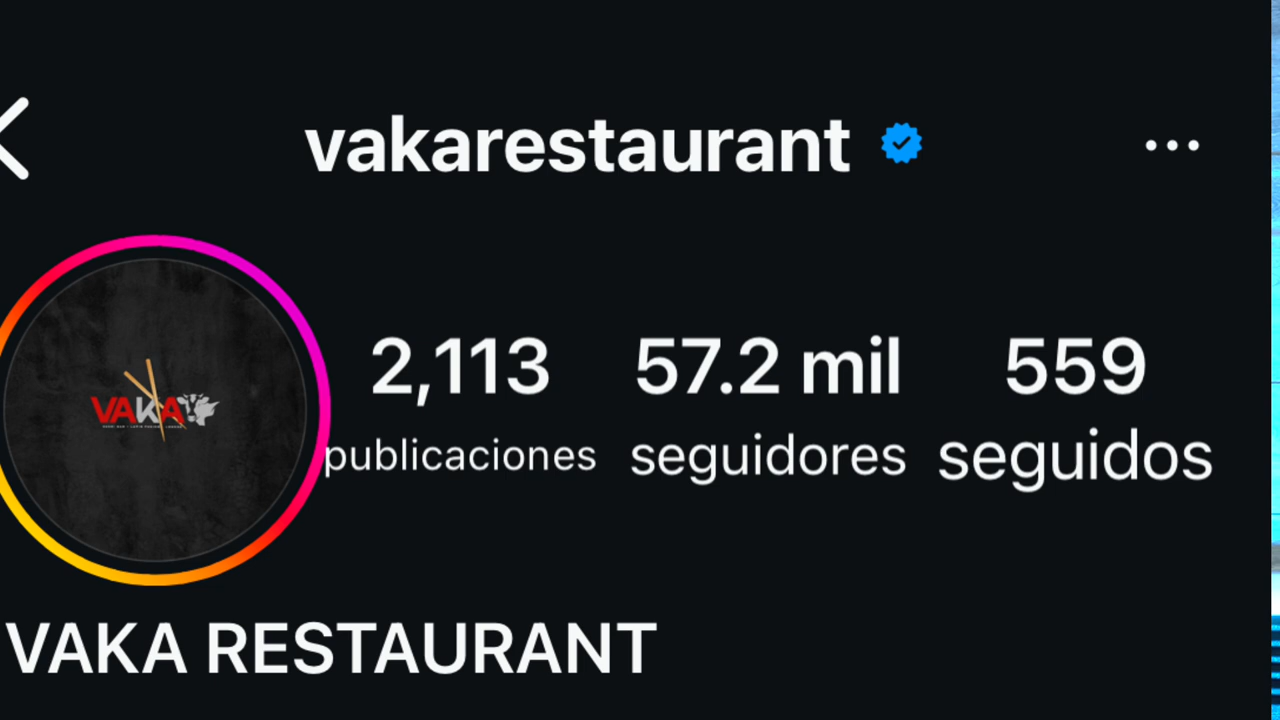 vakarestaurant
2,113 57.2 mil 559
publicaciones seguidores seguidos
VAKA
VAKA RESTAURANT